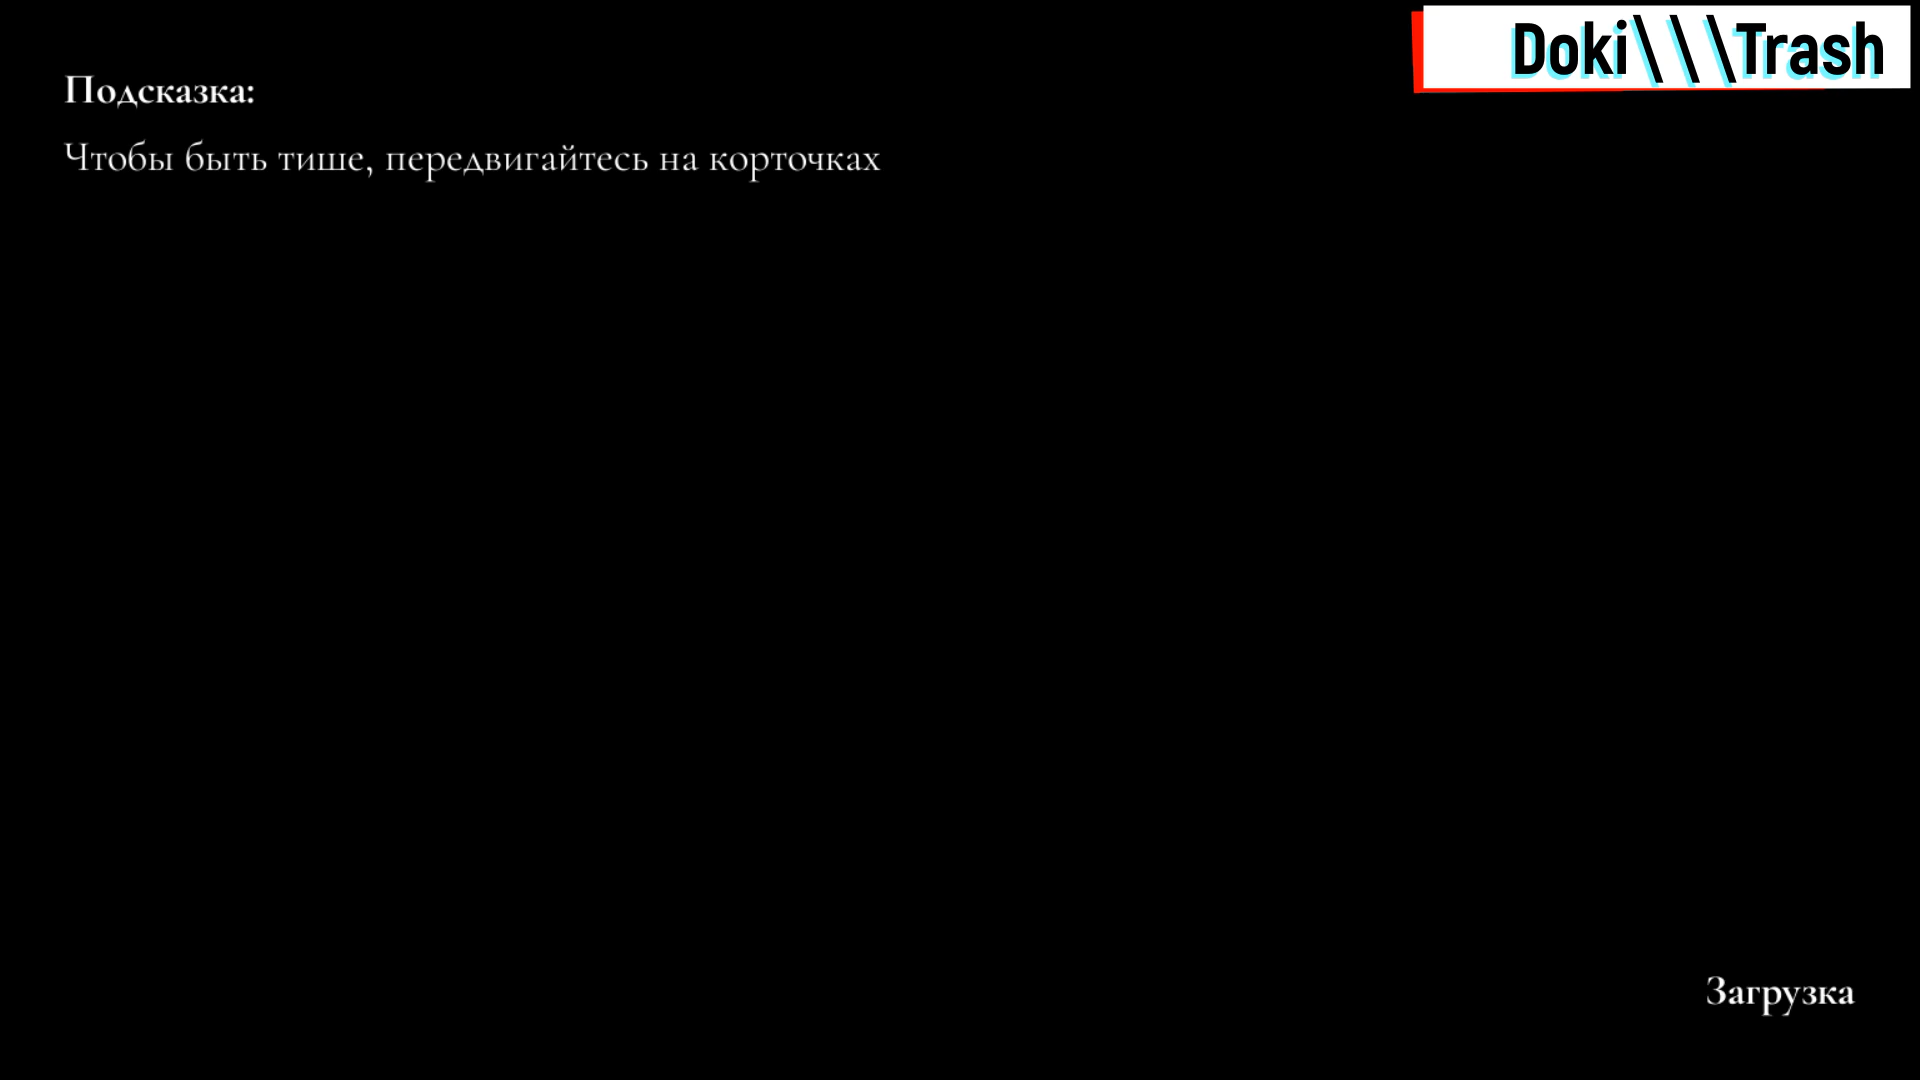 Doki\\\Trash
Подсказка:
Чтобы быть тише, передвигайтесь на корточках
Загрузка